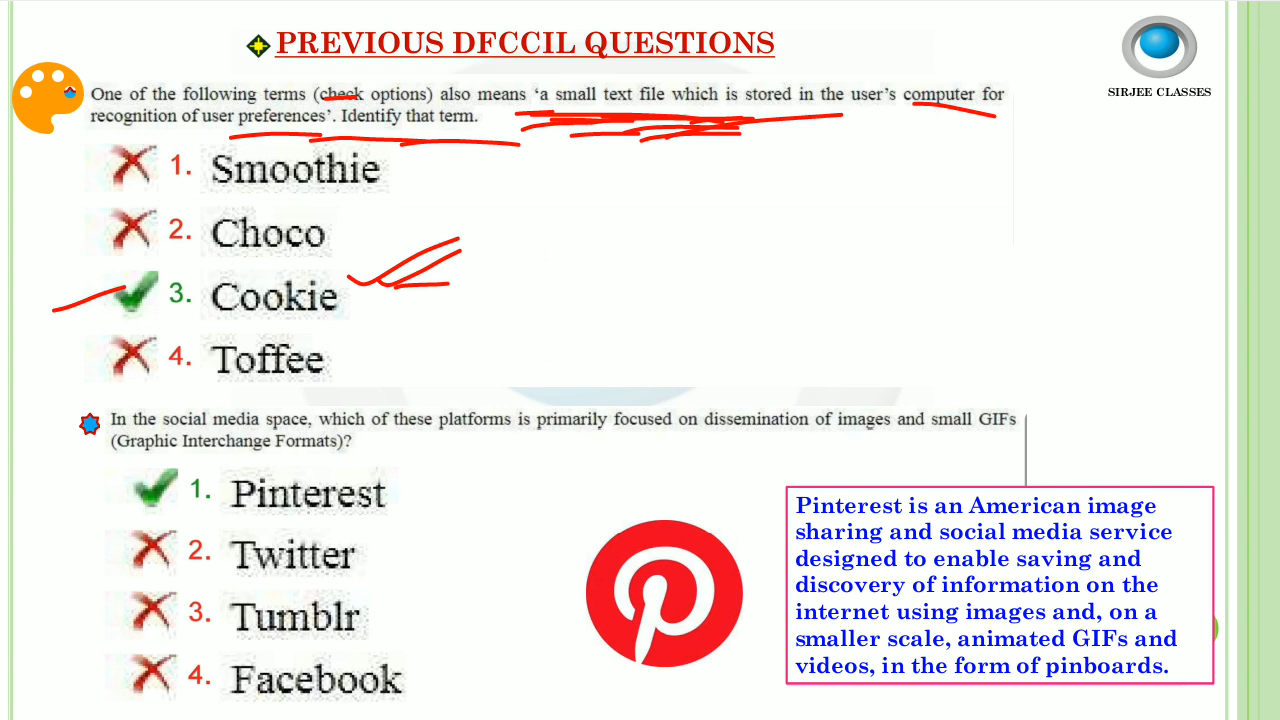 PREVIOUS DFCCIL QUESTIONS
SIRJEE CLASSES
One of the following terms (check options) also means ‘a small text file which is stored in the user’s computer for
recognition of user preferences’. Identify that term.
1. Smoothie
2. Choco
3. Cookie
4. Toffee
In the social media space, which of these platforms is primarily focused on dissemination of images and small GIFs
(Graphic Interchange Formats)?
1. Pinterest
2. Twitter
3. Tumblr
4. Facebook
Pinterest is an American image
sharing and social media service
designed to enable saving and
discovery of information on the
internet using images and, on a
smaller scale, animated GIFs and
videos, in the form of pinboards.